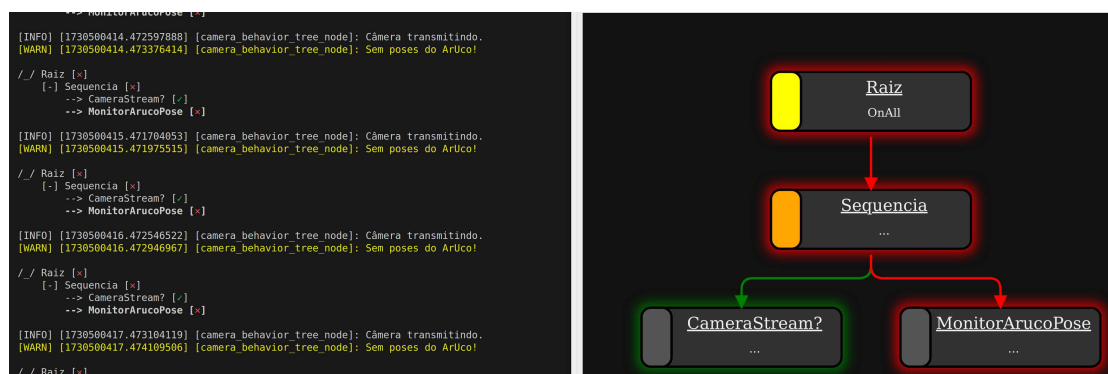 --> MonitorArucoPose [✕]
[INFO] [1730500414.472597888] [camera_behavior_tree_node]: Câmera transmitindo.
[WARN] [1730500414.473376414] [camera_behavior_tree_node]: Sem poses do ArUco!
/_/ Raiz [✕]
[-] Sequencia [✕]
--> CameraStream? [✓]
--> MonitorArucoPose [✕]
[INFO] [1730500415.471704053] [camera_behavior_tree_node]: Câmera transmitindo.
[WARN] [1730500415.471975515] [camera_behavior_tree_node]: Sem poses do ArUco!
/_/ Raiz [✕]
[-] Sequencia [✕]
--> CameraStream? [✓]
--> MonitorArucoPose [✕]
[INFO] [1730500416.472546522] [camera_behavior_tree_node]: Câmera transmitindo.
[WARN] [1730500416.472946967] [camera_behavior_tree_node]: Sem poses do ArUco!
/_/ Raiz [✕]
[-] Sequencia [✕]
--> CameraStream? [✓]
--> MonitorArucoPose [✕]
[INFO] [1730500417.473104119] [camera_behavior_tree_node]: Câmera transmitindo.
[WARN] [1730500417.474109506] [camera_behavior_tree_node]: Sem poses do ArUco!
/_/ Raiz [✕]
Raiz
OnAll
Sequencia
...
CameraStream?
...
MonitorArucoPose
...